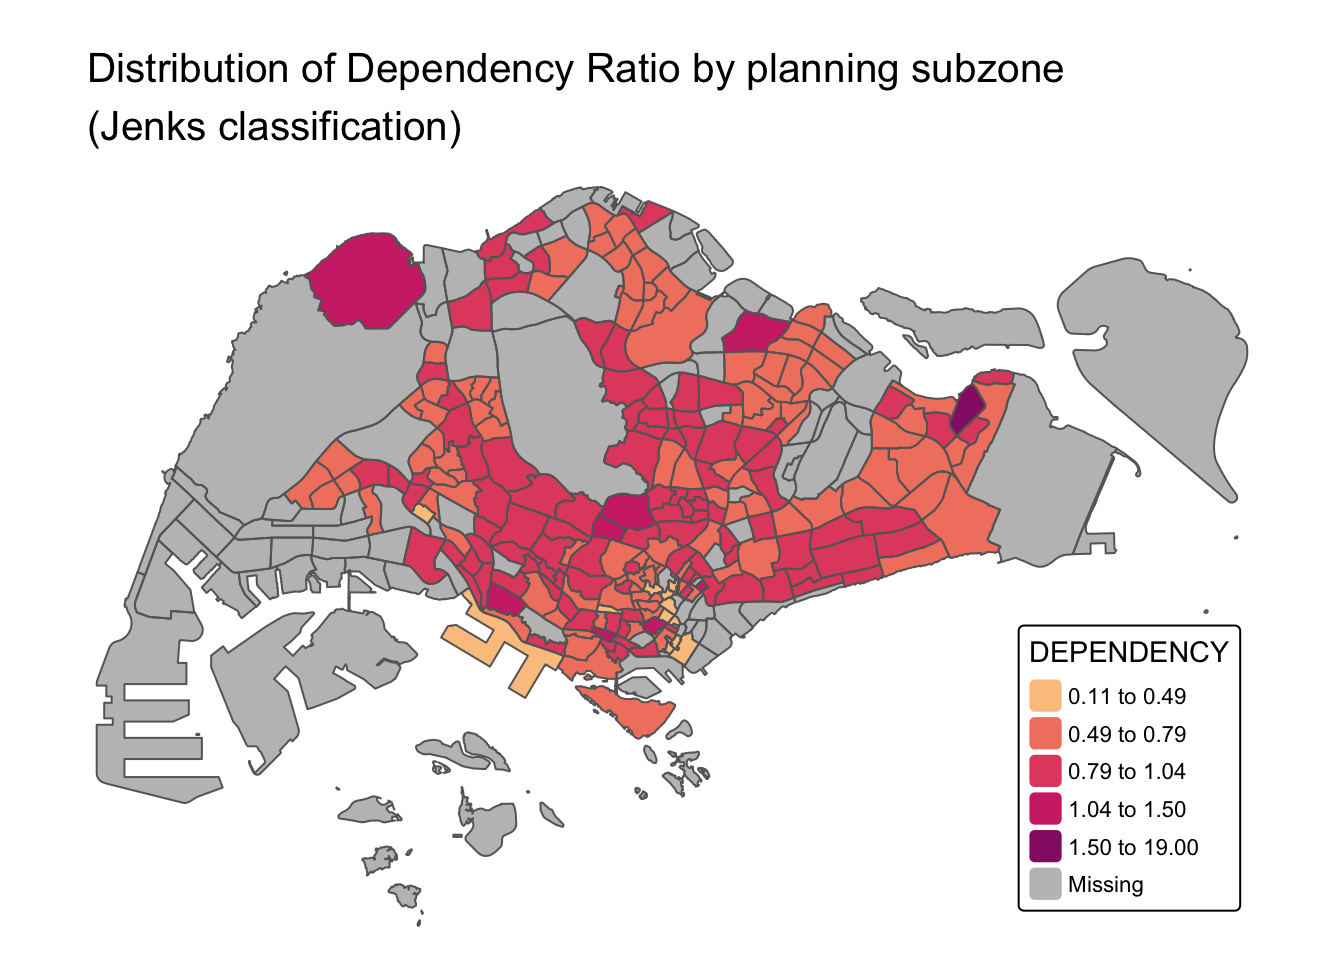 Distribution of Dependency Ratio by planning subzone
(Jenks classification)
DEPENDENCY
0.11 to 0.49
0.49 to 0.79
0.79 to 1.04
1.04 to 1.50
1.50 to 19.00
Missing